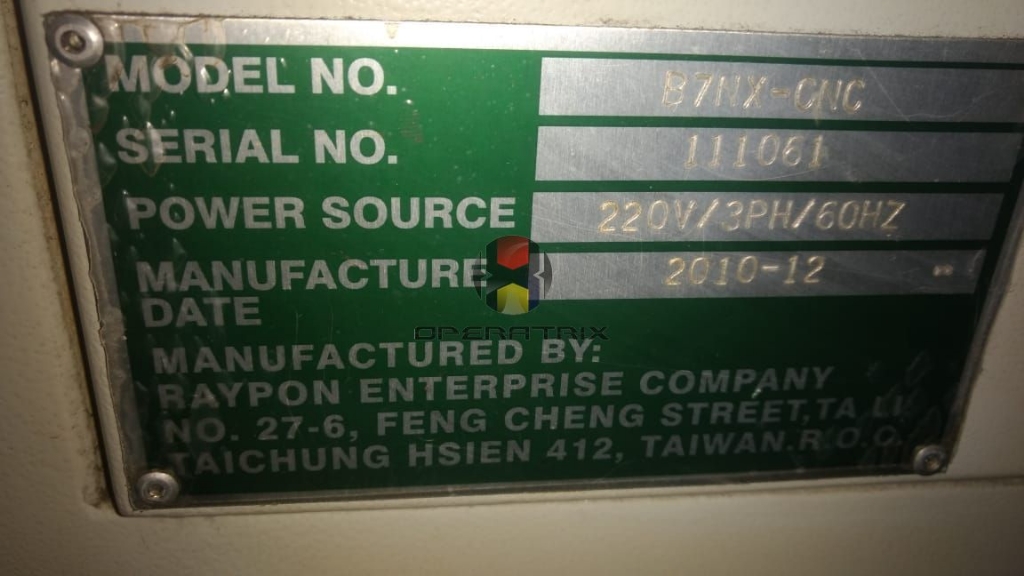 MODEL NO. B7NX-CNC
SERIAL NO. 111061
POWER SOURCE 220V/3PH/60HZ
MANUFACTURE 2010-12
DATE
OPERATRIX
MANUFACTURED BY:
RAYPON ENTERPRISE COMPANY
NO. 27-6, FENG CHENG STREET,TA LI
TAICHUNG HSIEN 412, TAIWAN.R.O.C.